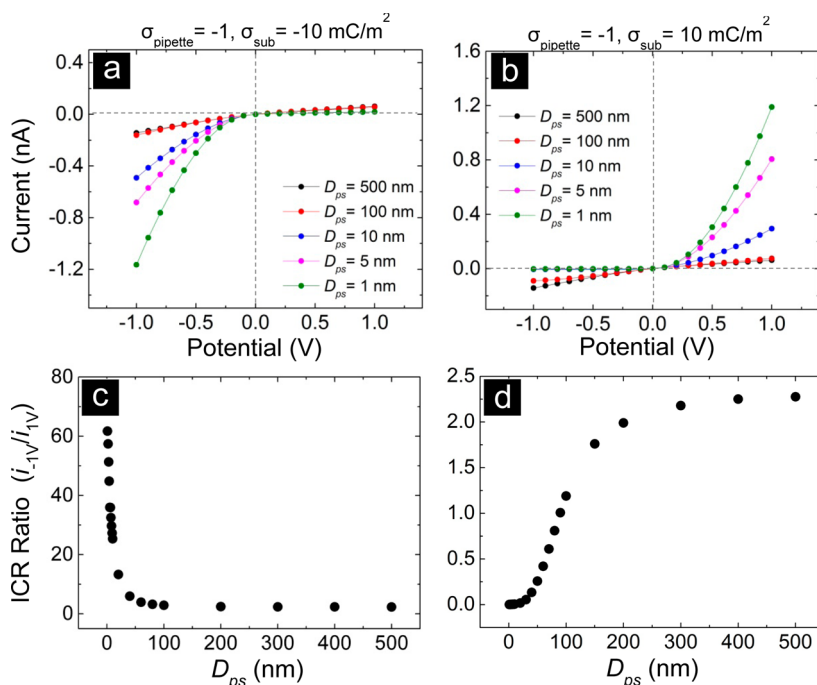 σpipette = -1, σsub = -10 mC/m²
σpipette = -1, σsub = 10 mC/m²
a
0.4
0.0
-0.4
-0.8
-1.2
Current (nA)
Dps = 500 nm
Dps = 100 nm
Dps = 10 nm
Dps = 5 nm
Dps = 1 nm
-1.0 -0.5 0.0 0.5 1.0
Potential (V)
b
1.6
1.2
0.8
0.4
0.0
Dps = 500 nm
Dps = 100 nm
Dps = 10 nm
Dps = 5 nm
Dps = 1 nm
-1.0 -0.5 0.0 0.5 1.0
Potential (V)
c
80
60
40
20
0
ICR Ratio (i-1V/i1V)
0 100 200 300 400 500
Dps (nm)
d
2.5
2.0
1.5
1.0
0.5
0.0
0 100 200 300 400 500
Dps (nm)